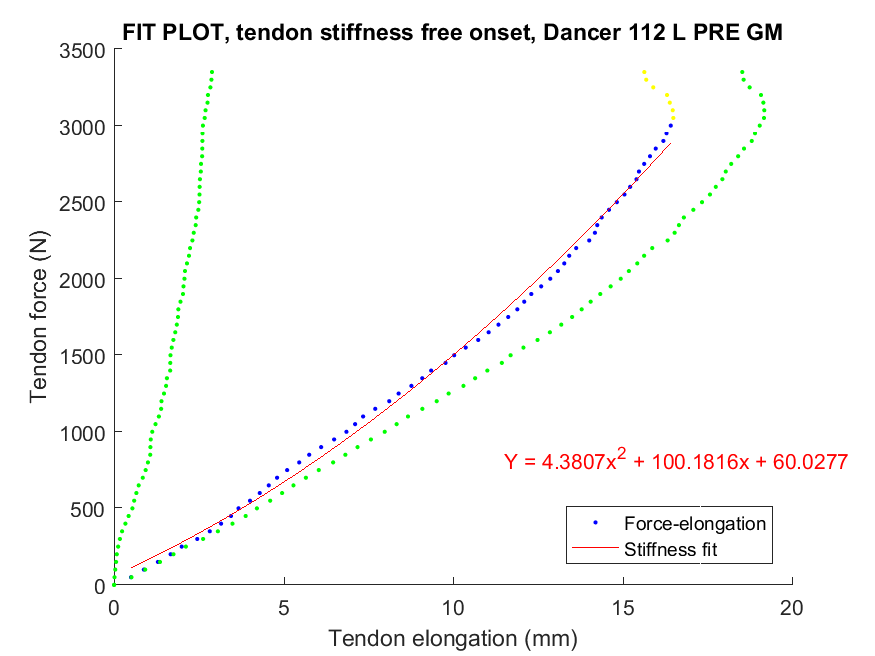 FIT PLOT, tendon stiffness free onset, Dancer 112 L PRE GM
3500
3000
2500
2000
1500
1000
500
0
Tendon force (N)
Y = 4.3807x² + 100.1816x + 60.0277
Force-elongation
Stiffness fit
0 5 10 15 20
Tendon elongation (mm)